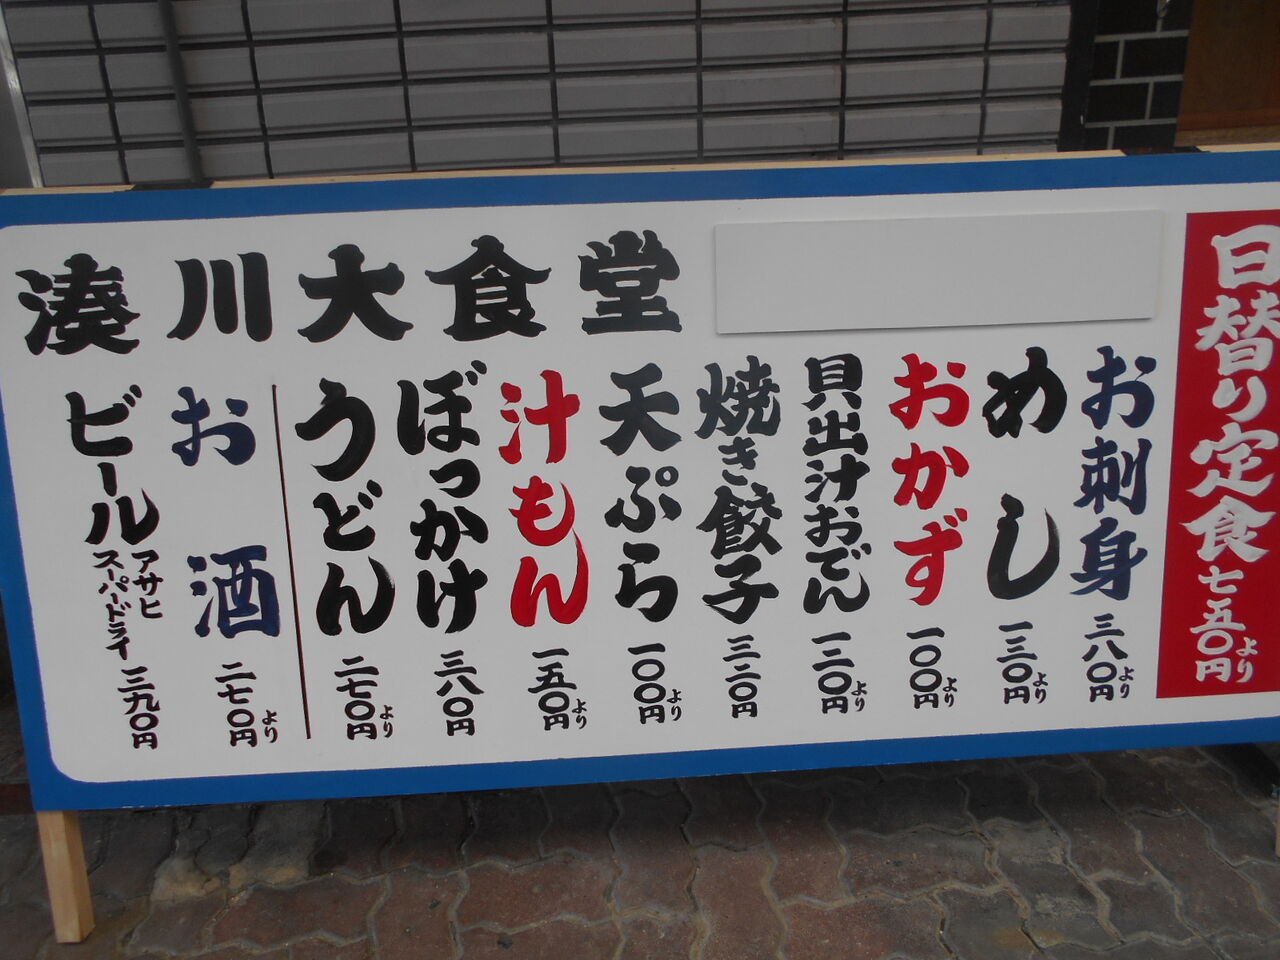 湊川大食堂
日替り定食 七五〇円より
お刺身 三八〇円より
めし 一三〇円より
おかず 一〇〇円より
貝出汁おでん 一二〇円より
焼き餃子 三二〇円
天ぷら 一〇〇円より
汁もん 一五〇円より
ぼっかけ 三八〇円
うどん 二七〇円より
お酒 二七〇円より
ビール アサヒスーパードライ 三九〇円